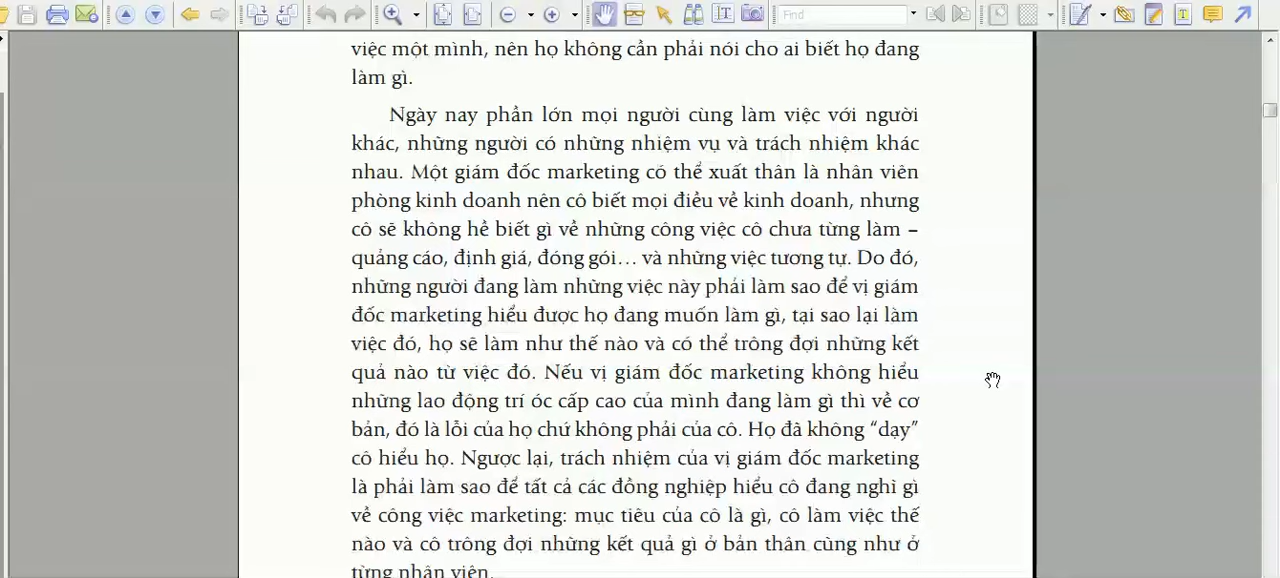 Find
việc một mình, nên họ không cần phải nói cho ai biết họ đang
làm gì.
Ngày nay phần lớn mọi người cùng làm việc với người
khác, những người có những nhiệm vụ và trách nhiệm khác
nhau. Một giám đốc marketing có thể xuất thân là nhân viên
phòng kinh doanh nên cô biết mọi điều về kinh doanh, nhưng
cô sẽ không hề biết gì về những công việc cô chưa từng làm –
quảng cáo, định giá, đóng gói… và những việc tương tự. Do đó,
những người đang làm những việc này phải làm sao để vị giám
đốc marketing hiểu được họ đang muốn làm gì, tại sao lại làm
việc đó, họ sẽ làm như thế nào và có thể trông đợi những kết
quả nào từ việc đó. Nếu vị giám đốc marketing không hiểu
những lao động trí óc cấp cao của mình đang làm gì thì về cơ
bản, đó là lỗi của họ chứ không phải của cô. Họ đã không “dạy”
cô hiểu họ. Ngược lại, trách nhiệm của vị giám đốc marketing
là phải làm sao để tất cả các đồng nghiệp hiểu cô đang nghĩ gì
về công việc marketing: mục tiêu của cô là gì, cô làm việc thế
nào và cô trông đợi những kết quả gì ở bản thân cũng như ở
từng nhân viên.